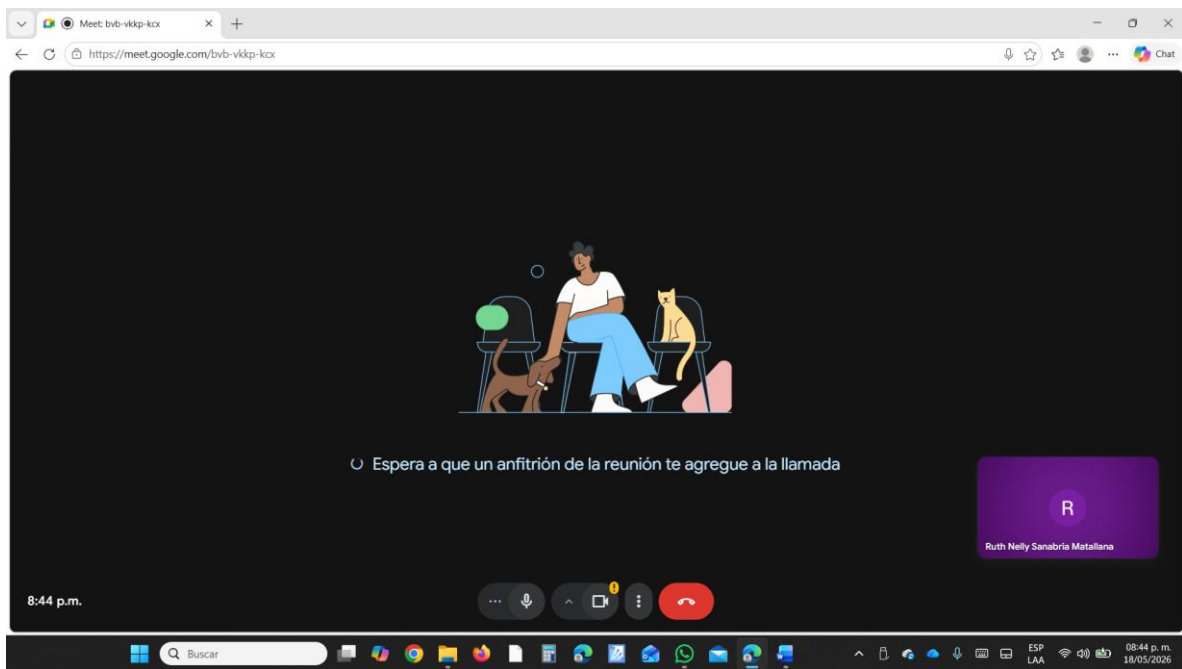 Meet: bvb-vkkp-kcx
https://meet.google.com/bvb-vkkp-kcx
Chat
Espera a que un anfitrión de la reunión te agregue a la llamada
R
Ruth Nelly Sanabria Matallana
8:44 p.m.
Buscar
ESP
LAA
08:44 p. m.
18/05/2026